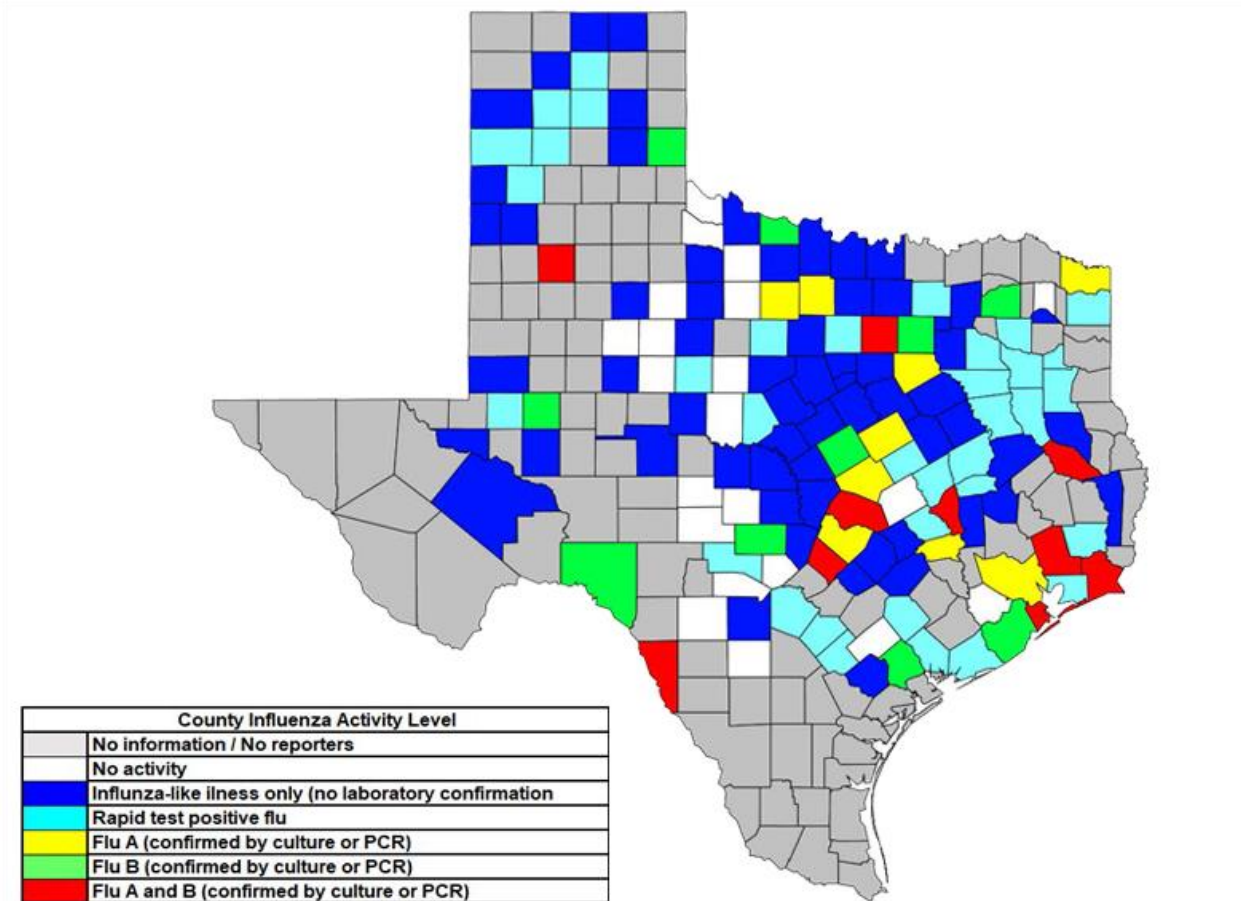 County Influenza Activity Level
No information / No reporters
No activity
Influnza-like ilness only (no laboratory confirmation
Rapid test positive flu
Flu A (confirmed by culture or PCR)
Flu B (confirmed by culture or PCR)
Flu A and B (confirmed by culture or PCR)